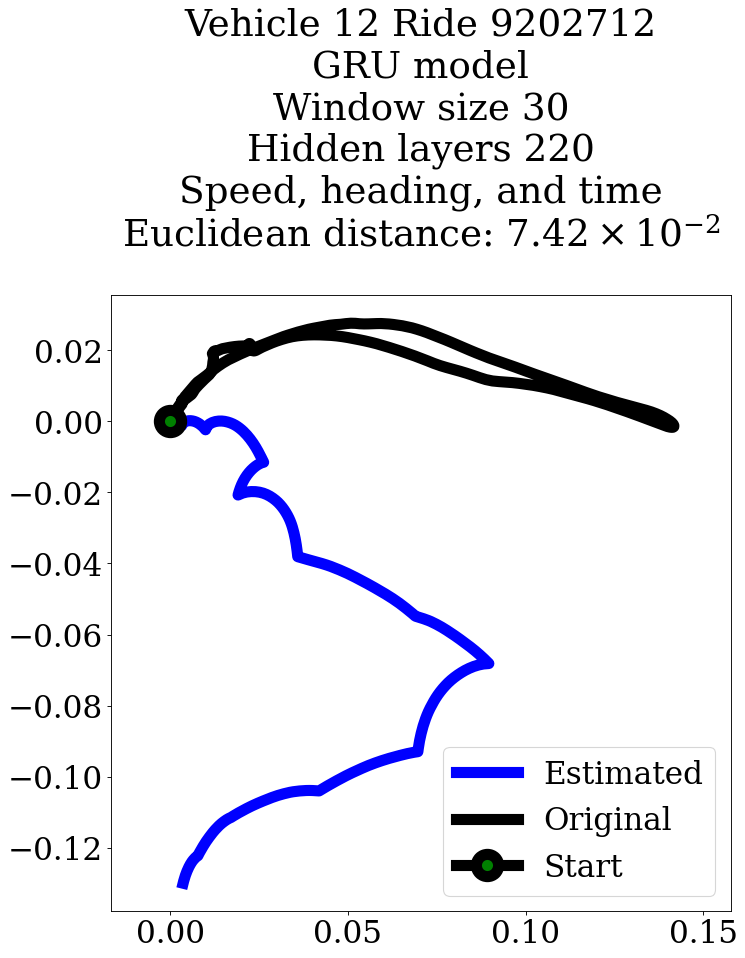 Vehicle 12 Ride 9202712
GRU model
Window size 30
Hidden layers 220
Speed, heading, and time
Euclidean distance: 7.42 × 10⁻²
0.02
0.00
−0.02
−0.04
−0.06
−0.08
−0.10
−0.12
Estimated
Original
Start
0.00 0.05 0.10 0.15